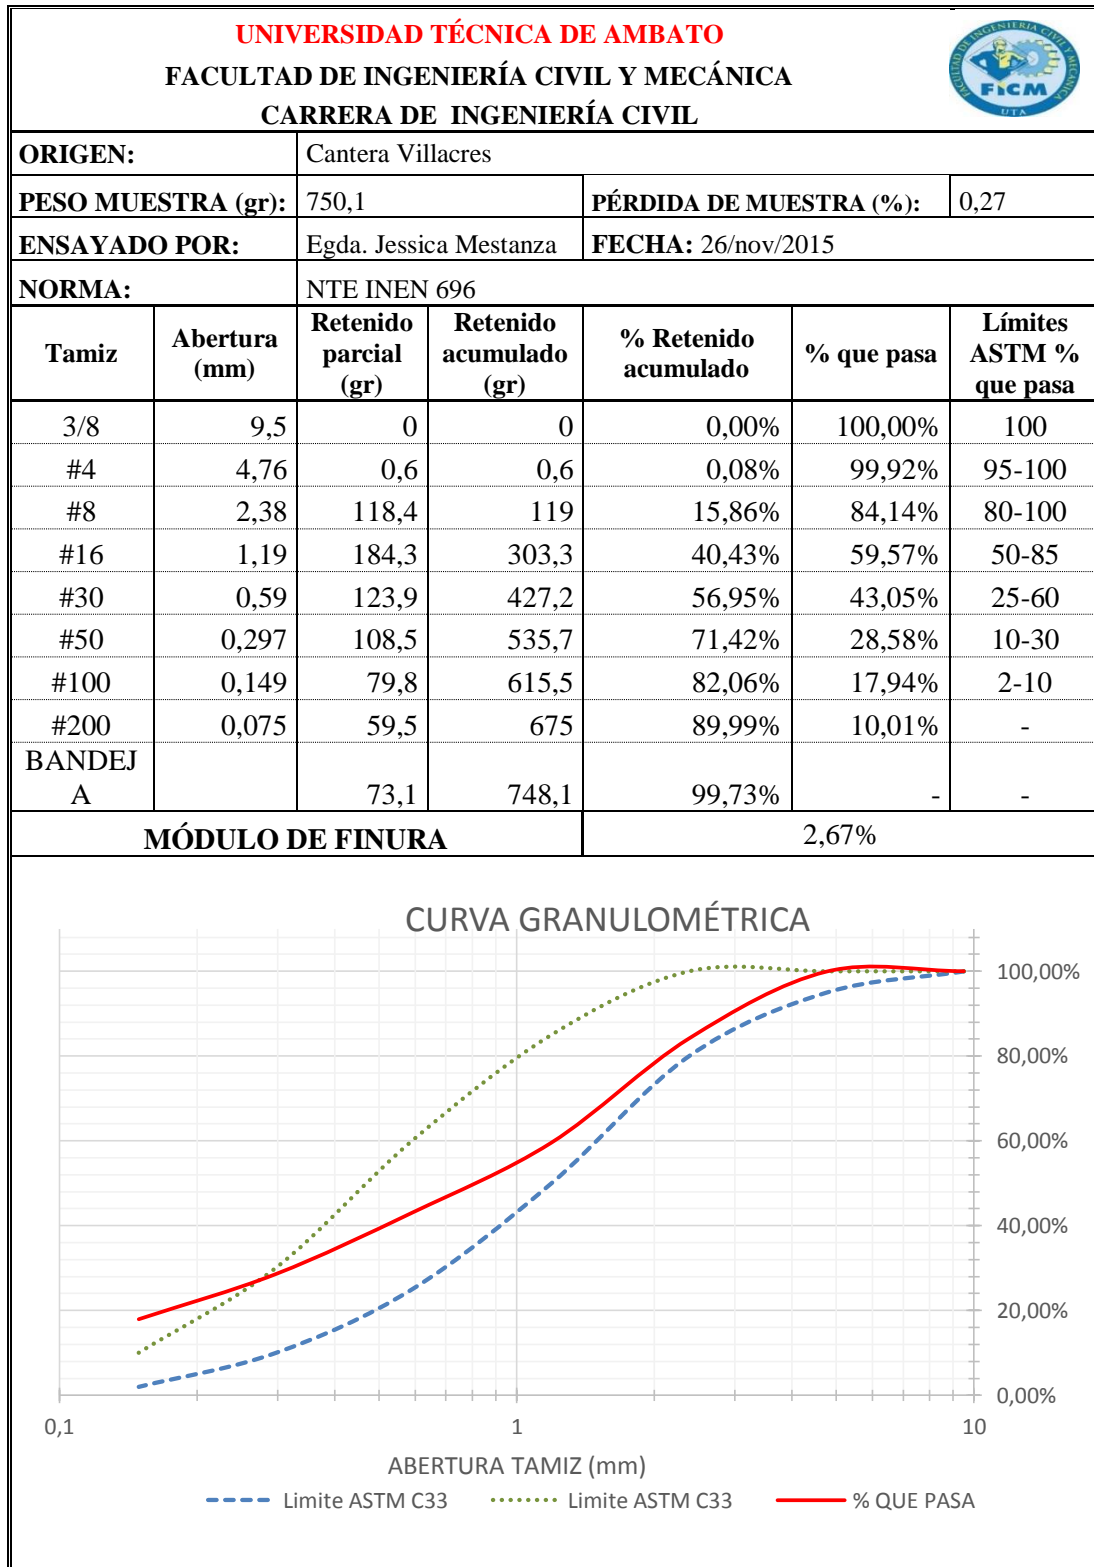 UNIVERSIDAD TÉCNICA DE AMBATO
FACULTAD DE INGENIERÍA CIVIL Y MECÁNICA
CARRERA DE INGENIERÍA CIVIL
FACULTAD DE INGENIERIA CIVIL Y MECANICA
FICM
UTA
ORIGEN: Cantera Villacres
PESO MUESTRA (gr): 750,1 PÉRDIDA DE MUESTRA (%): 0,27
ENSAYADO POR: Egda. Jessica Mestanza FECHA: 26/nov/2015
NORMA: NTE INEN 696
Tamiz Abertura (mm) Retenido parcial (gr) Retenido acumulado (gr) % Retenido acumulado % que pasa Límites ASTM % que pasa
3/8 9,5 0 0 0,00% 100,00% 100
#4 4,76 0,6 0,6 0,08% 99,92% 95-100
#8 2,38 118,4 119 15,86% 84,14% 80-100
#16 1,19 184,3 303,3 40,43% 59,57% 50-85
#30 0,59 123,9 427,2 56,95% 43,05% 25-60
#50 0,297 108,5 535,7 71,42% 28,58% 10-30
#100 0,149 79,8 615,5 82,06% 17,94% 2-10
#200 0,075 59,5 675 89,99% 10,01% -
BANDEJ
A 73,1 748,1 99,73% - -
MÓDULO DE FINURA 2,67%
CURVA GRANULOMÉTRICA
100,00%
80,00%
60,00%
40,00%
20,00%
0,00%
0,1 1 10
ABERTURA TAMIZ (mm)
Limite ASTM C33 Limite ASTM C33 % QUE PASA